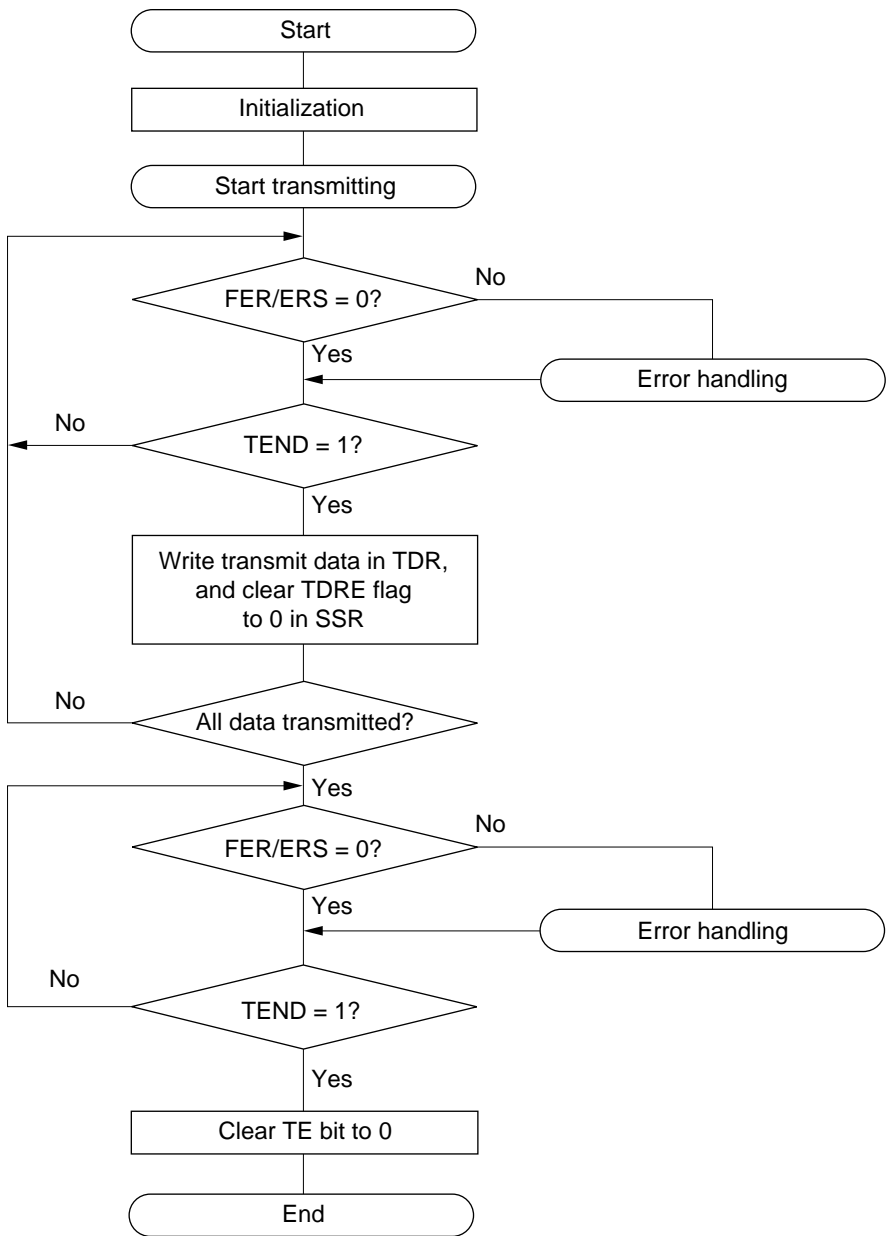 Start
Initialization
Start transmitting
FER/ERS = 0?
No
Yes
Error handling
No
TEND = 1?
Yes
Write transmit data in TDR,
and clear TDRE flag
to 0 in SSR
No
All data transmitted?
Yes
FER/ERS = 0?
No
Yes
Error handling
No
TEND = 1?
Yes
Clear TE bit to 0
End